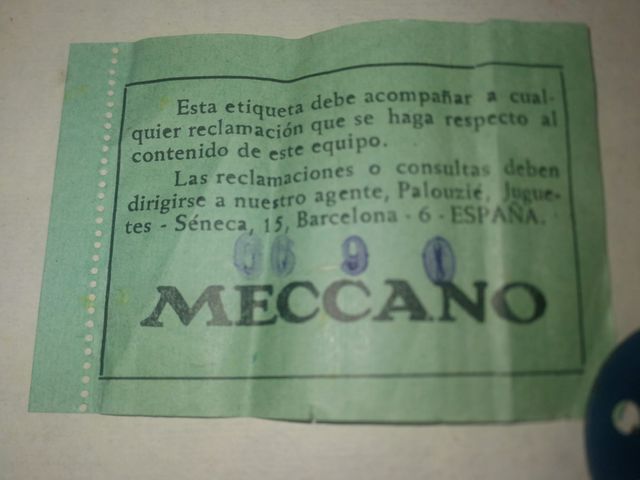 Esta etiqueta debe acompañar a cual-
quier reclamación que se haga respecto al
contenido de este equipo.
Las reclamaciones o consultas deben
dirigirse a nuestro agente, Palouzié, Jugue-
tes - Séneca, 15, Barcelona - 6 - ESPAÑA.
MECCANO